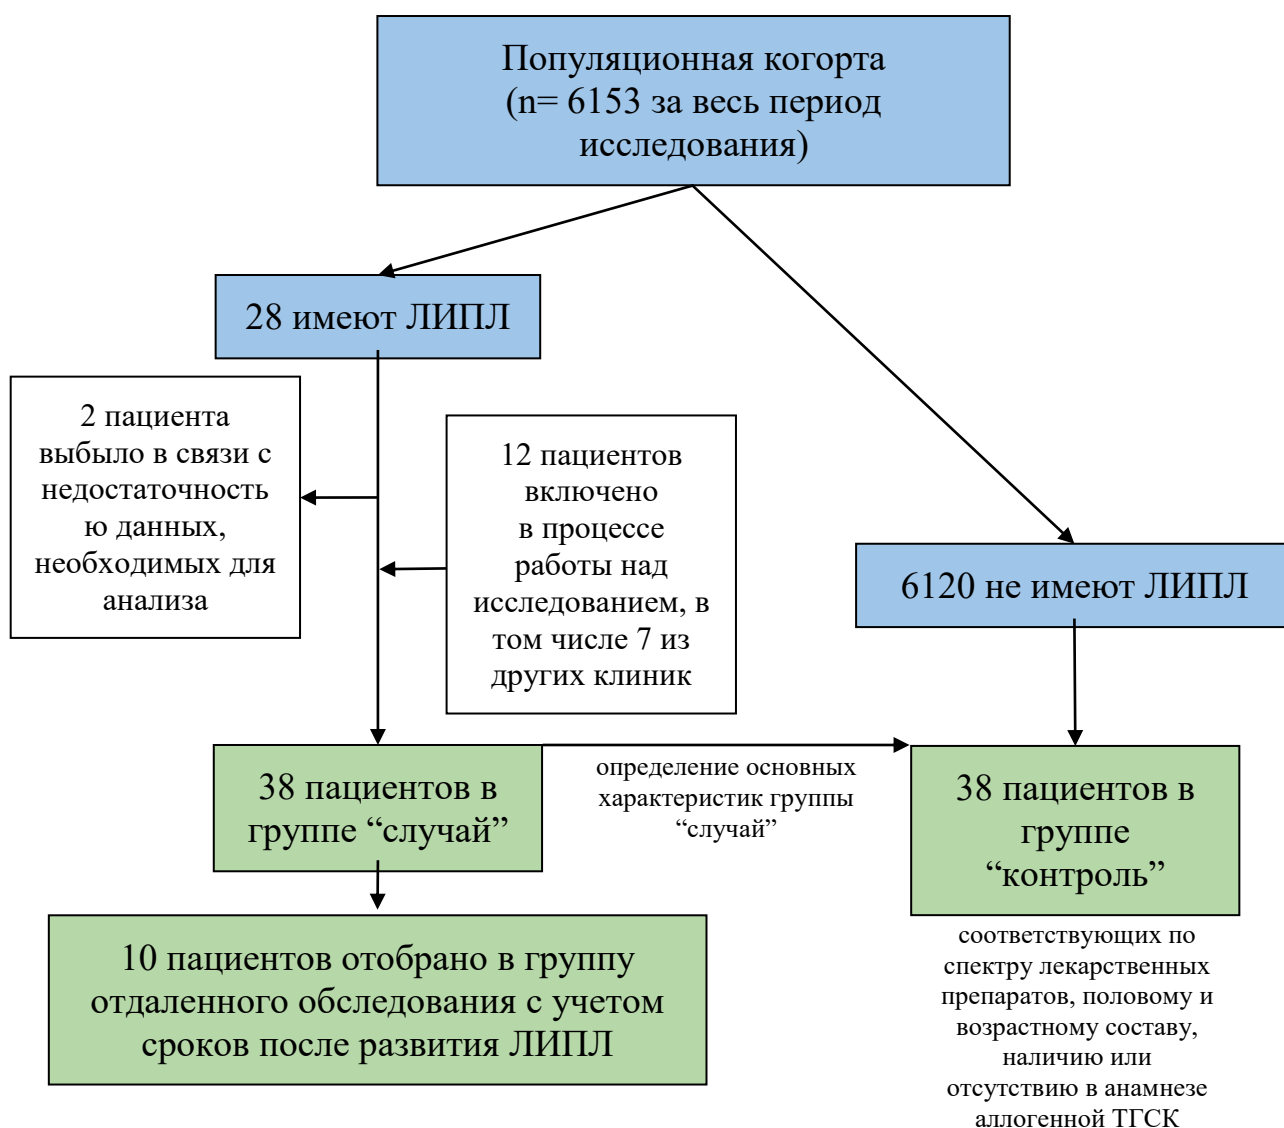 Популяционная когорта
(n= 6153 за весь период
исследования)
28 имеют ЛИПЛ
2 пациента
выбыло в связи с
недостаточность
ю данных,
необходимых для
анализа
12 пациентов
включено
в процессе
работы над
исследованием, в
том числе 7 из
других клиник
6120 не имеют ЛИПЛ
38 пациентов в
группе “случай”
определение основных
характеристик группы
“случай”
38 пациентов в
группе
“контроль”
10 пациентов отобрано в группу
отдаленного обследования с учетом
сроков после развития ЛИПЛ
соответствующих по
спектру лекарственных
препаратов, половому и
возрастному составу,
наличию или
отсутствию в анамнезе
аллогенной ТГСК